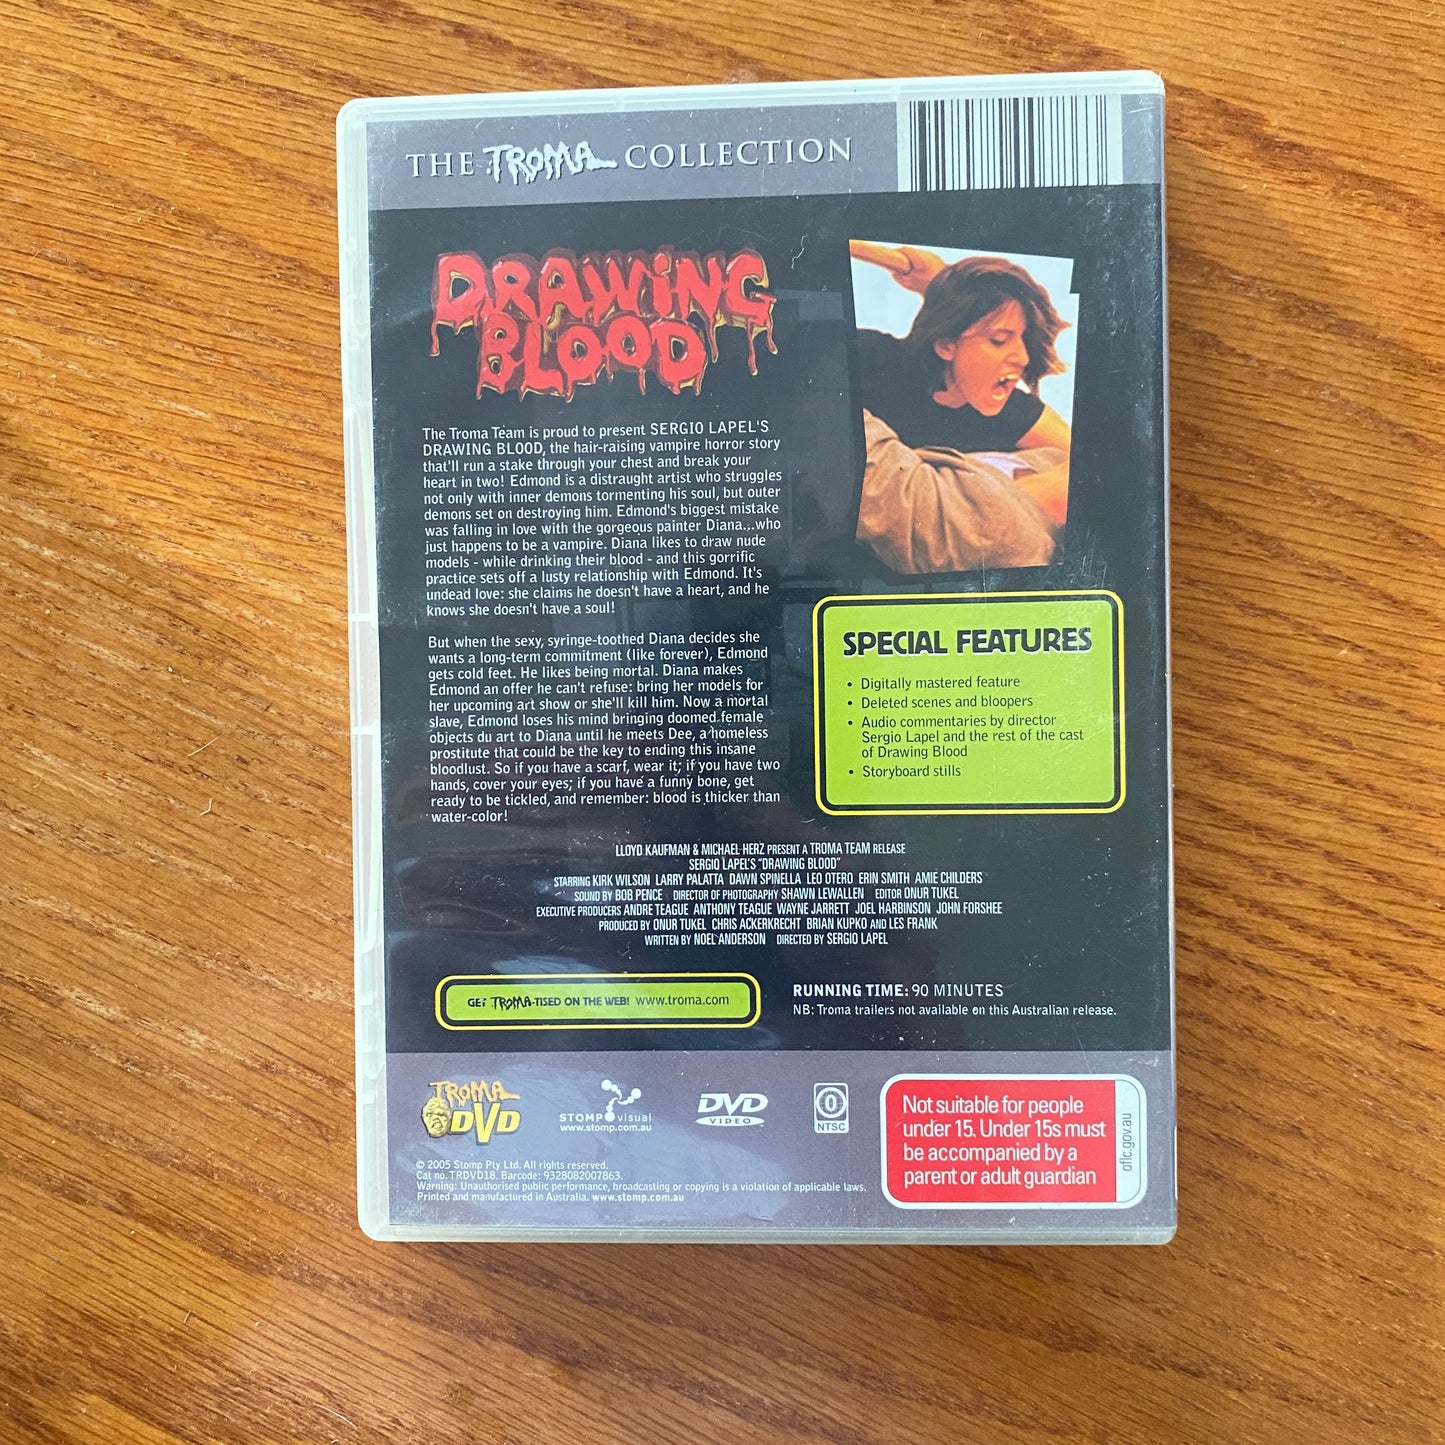 THE TROMA COLLECTION
DRAWING
BLOOD
The Troma Team is proud to present SERGIO LAPEL'S
DRAWING BLOOD, the hair-raising vampire horror story
that'll run a stake through your chest and break your
heart in two! Edmond is a distraught artist who struggles
not only with inner demons tormenting his soul, but outer
demons set on destroying him. Edmond's biggest mistake
was falling in love with the gorgeous painter Diana...who
just happens to be a vampire. Diana likes to draw nude
models - while drinking their blood - and this gorrific
practice sets off a lusty relationship with Edmond. It's
undead love: she claims he doesn't have a heart, and he
knows she doesn't have a soul!
But when the sexy, syringe-toothed Diana decides she
wants a long-term commitment (like forever), Edmond
gets cold feet. He likes being mortal. Diana makes
Edmond an offer he can't refuse: bring her models for
her upcoming art show or she'll kill him. Now a mortal
slave, Edmond loses his mind bringing doomed female
objects du art to Diana until he meets Dee, a homeless
prostitute that could be the key to ending this insane
bloodlust. So if you have a scarf, wear it; if you have two
hands, cover your eyes; if you have a funny bone, get
ready to be tickled, and remember: blood is thicker than
water-color!
SPECIAL FEATURES
• Digitally mastered feature
• Deleted scenes and bloopers
• Audio commentaries by director
Sergio Lapel and the rest of the cast
of Drawing Blood
• Storyboard stills
LLOYD KAUFMAN & MICHAEL HERZ PRESENT A TROMA TEAM RELEASE
SERGIO LAPEL'S "DRAWING BLOOD"
STARRING KIRK WILSON LARRY PALATTA DAWN SPINELLA LEO OTERO ERIN SMITH AMIE CHILDERS
SOUND BY BOB PENCE DIRECTOR OF PHOTOGRAPHY SHAWN LEWALLEN EDITOR ONUR TUKEL
EXECUTIVE PRODUCERS ANDRE TEAGUE ANTHONY TEAGUE WAYNE JARRETT JOEL HARBINSON JOHN FORSHEE
PRODUCED BY ONUR TUKEL CHRIS ACKERKRECHT BRIAN KUPKO AND LES FRANK
WRITTEN BY NOEL ANDERSON DIRECTED BY SERGIO LAPEL
GET TROMA-TISED ON THE WEB! www.troma.com
RUNNING TIME: 90 MINUTES
NB: Troma trailers not available on this Australian release.
TROMA
DVD
STOMP visual
www.stomp.com.au
DVD
VIDEO
0
NTSC
Not suitable for people
under 15. Under 15s must
be accompanied by a
parent or adult guardian
oflc.gov.au
© 2005 Stomp Pty Ltd. All rights reserved.
Cat no. TRDVD18. Barcode: 9328082007863.
Warning: Unauthorised public performance, broadcasting or copying is a violation of applicable laws.
Printed and manufactured in Australia. www.stomp.com.au